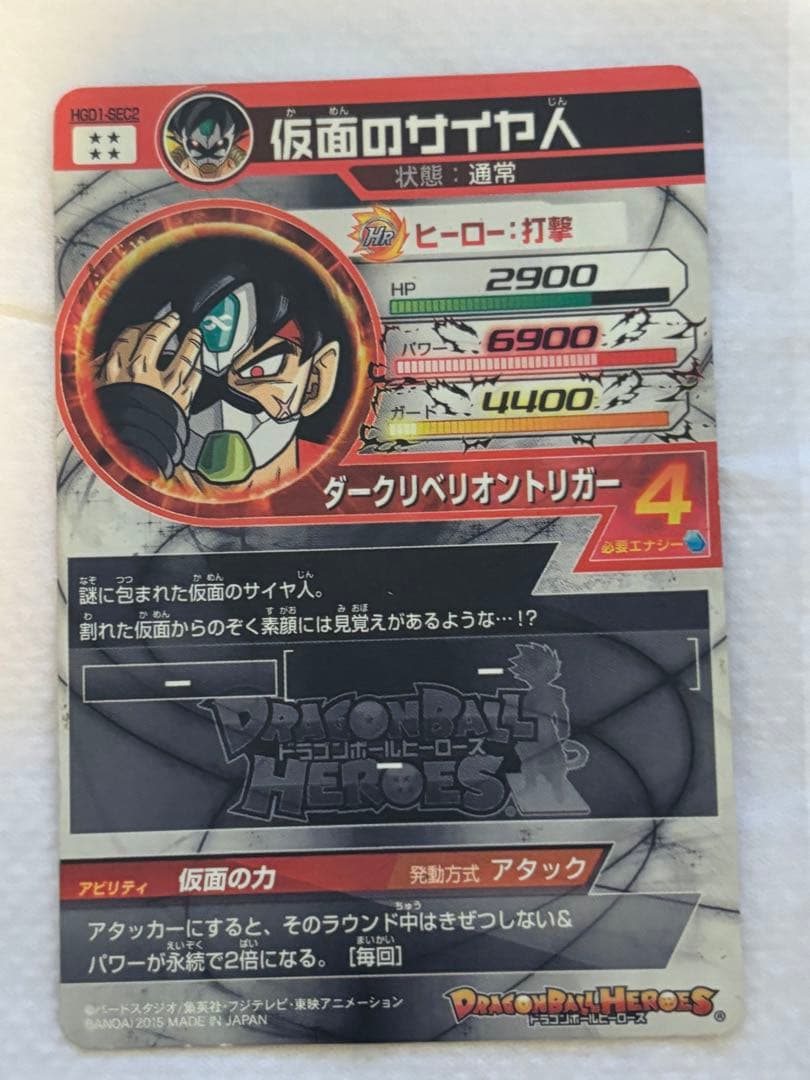 HGD1-SEC2
★★
★★
仮面のサイヤ人
状態：通常
HR ヒーロー：打撃
HP 2900
パワー 6900
ガード 4400
ダークリベリオントリガー 4
必要エナジー
謎に包まれた仮面のサイヤ人。
割れた仮面からのぞく素顔には見覚えがあるような…!?
ー
ー
DRAGONBALL
ドラゴンボールヒーローズ
HEROES®
ー
アビリティ 仮面の力 発動方式 アタック
アタッカーにすると、そのラウンド中はきぜつしない&
パワーが永続で2倍になる。［毎回］
©バードスタジオ/集英社・フジテレビ・東映アニメーション
BANDAI 2015 MADE IN JAPAN
DRAGONBALL HEROES®
ドラゴンボールヒーローズ